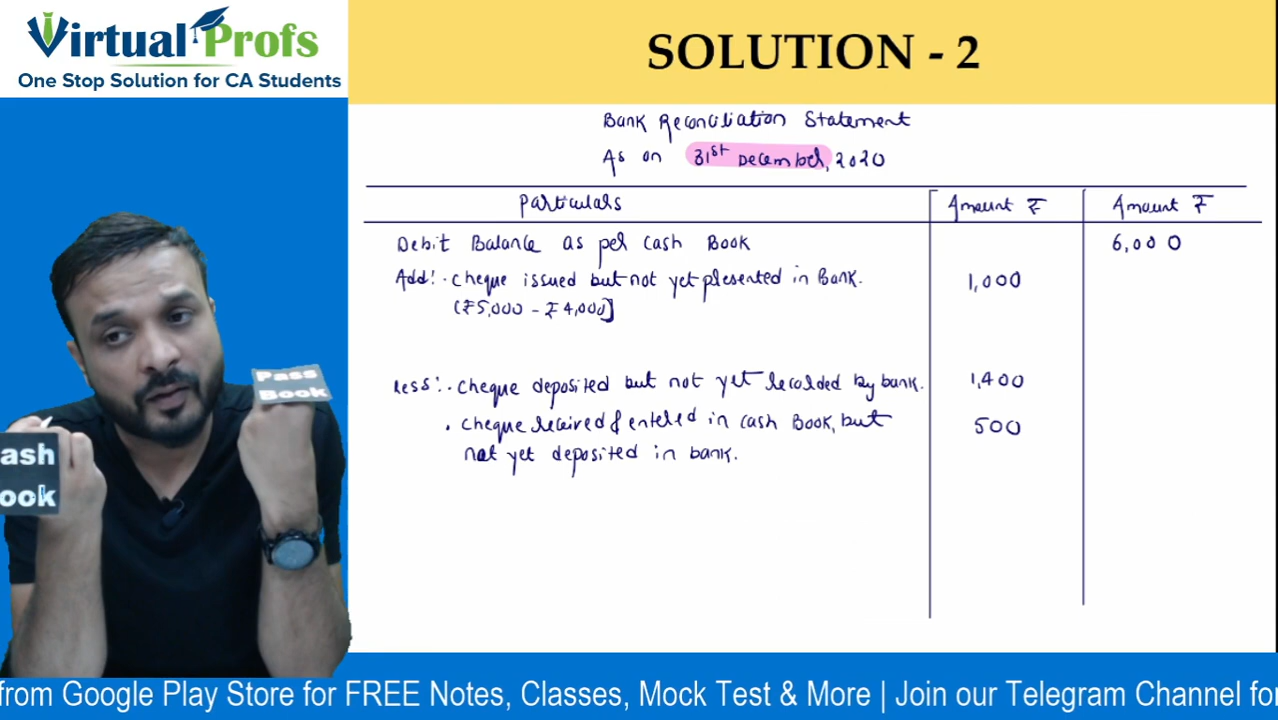 Virtual Profs
One Stop Solution for CA Students
SOLUTION - 2
Bank Reconciliation Statement
As on 31st December, 2020
Particulars
Amount ₹
Amount ₹
Debit Balance as per Cash Book
6,000
Add:· Cheque issued but not yet presented in Bank.
1,000
(₹5,000 - ₹4,000]
Less:· Cheque deposited but not yet recorded by bank.
1,400
· Cheque received & entered in Cash Book, but
500
not yet deposited in bank.
Pass
Book
ash
ook
from Google Play Store for FREE Notes, Classes, Mock Test & More | Join our Telegram Channel for